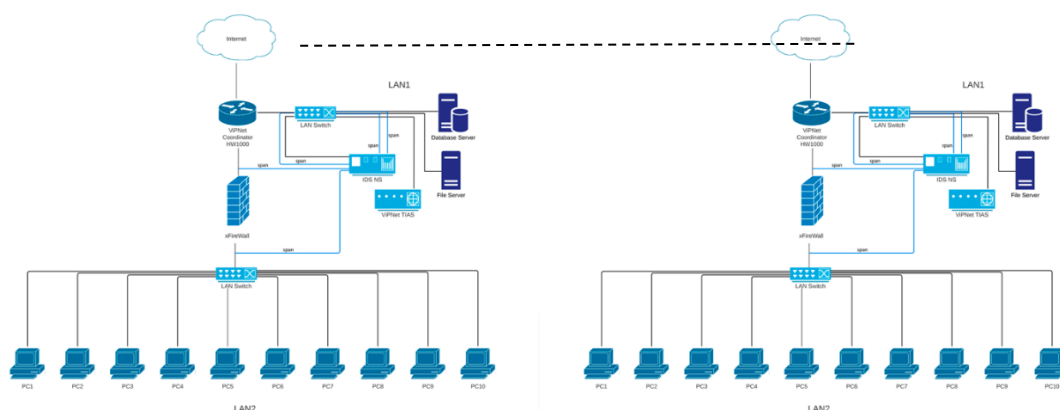 Internet
LAN1
ViPNet
Coordinator
HW1000
LAN Switch
Database Server
span
span
span
span
IDS NS
File Server
ViPNet TIAS
xFireWall
span
LAN Switch
PC1
PC2
PC3
PC4
PC5
PC6
PC7
PC8
PC9
PC10
LAN2
Internet
LAN1
ViPNet
Coordinator
HW1000
LAN Switch
Database Server
span
span
span
span
IDS NS
File Server
ViPNet TIAS
xFireWall
span
LAN Switch
PC1
PC2
PC3
PC4
PC5
PC6
PC7
PC8
PC9
PC10
LAN2